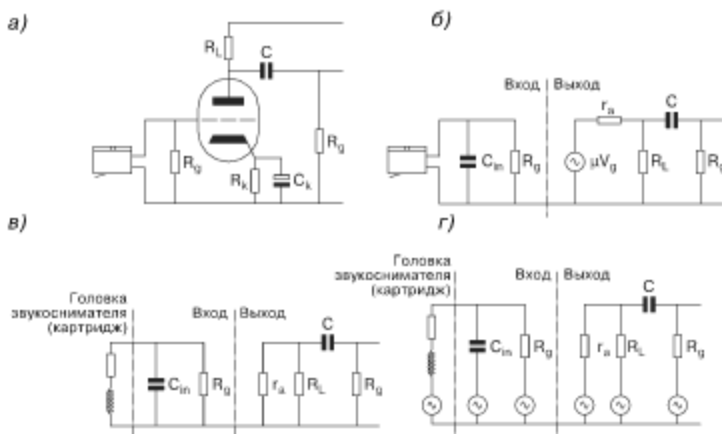 а)
R_L
C
R_g
R_g
R_k
C_k
б)
Вход
Выход
r_a
C
C_in
R_g
μV_g
R_L
R_g
в)
Головка
звукоснимателя
(картридж)
Вход
Выход
C
C_in
R_g
r_a
R_L
R_g
г)
Головка
звукоснимателя
(картридж)
Вход
Выход
C
C_in
R_g
r_a
R_L
R_g